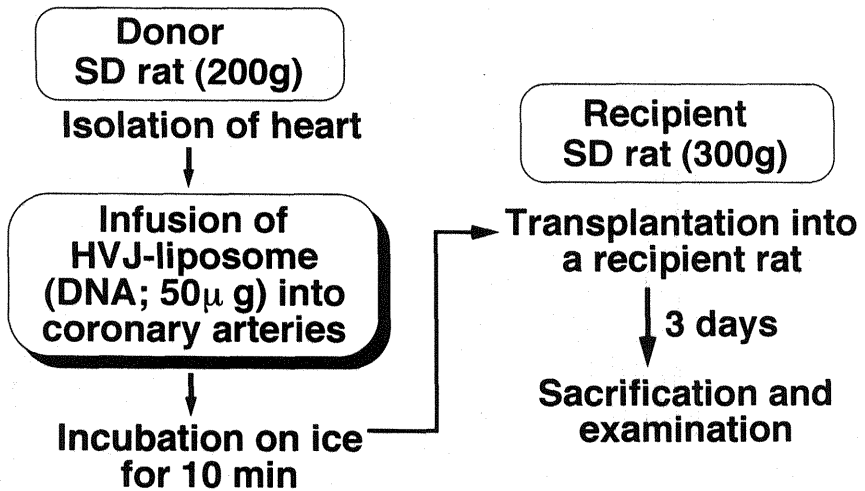 Donor
SD rat (200g)
Isolation of heart
Infusion of
HVJ-liposome
(DNA; 50μ g) into
coronary arteries
Incubation on ice
for 10 min
Recipient
SD rat (300g)
Transplantation into
a recipient rat
3 days
Sacrification and
examination